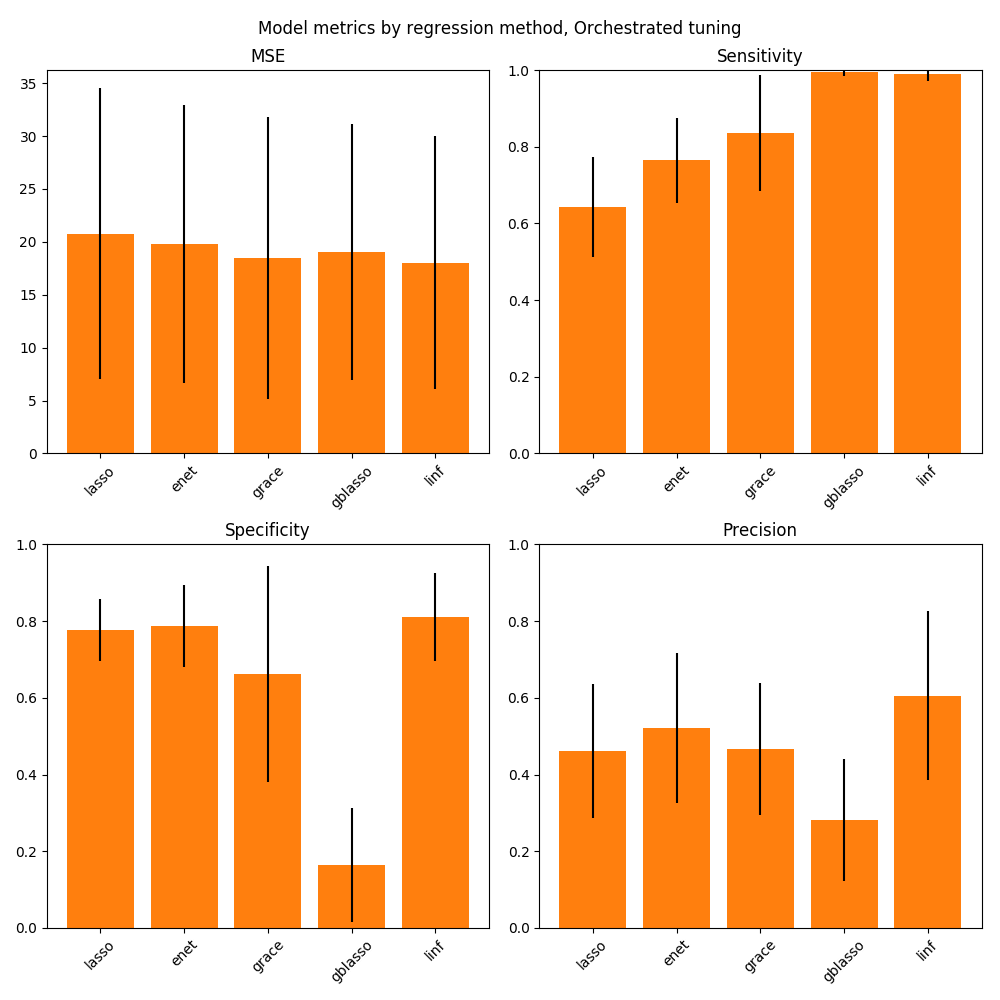 Model metrics by regression method, Orchestrated tuning
MSE
35
30
25
20
15
10
5
0
lasso
enet
grace
gblasso
linf
Sensitivity
1.0
0.8
0.6
0.4
0.2
0.0
lasso
enet
grace
gblasso
linf
Specificity
1.0
0.8
0.6
0.4
0.2
0.0
lasso
enet
grace
gblasso
linf
Precision
1.0
0.8
0.6
0.4
0.2
0.0
lasso
enet
grace
gblasso
linf